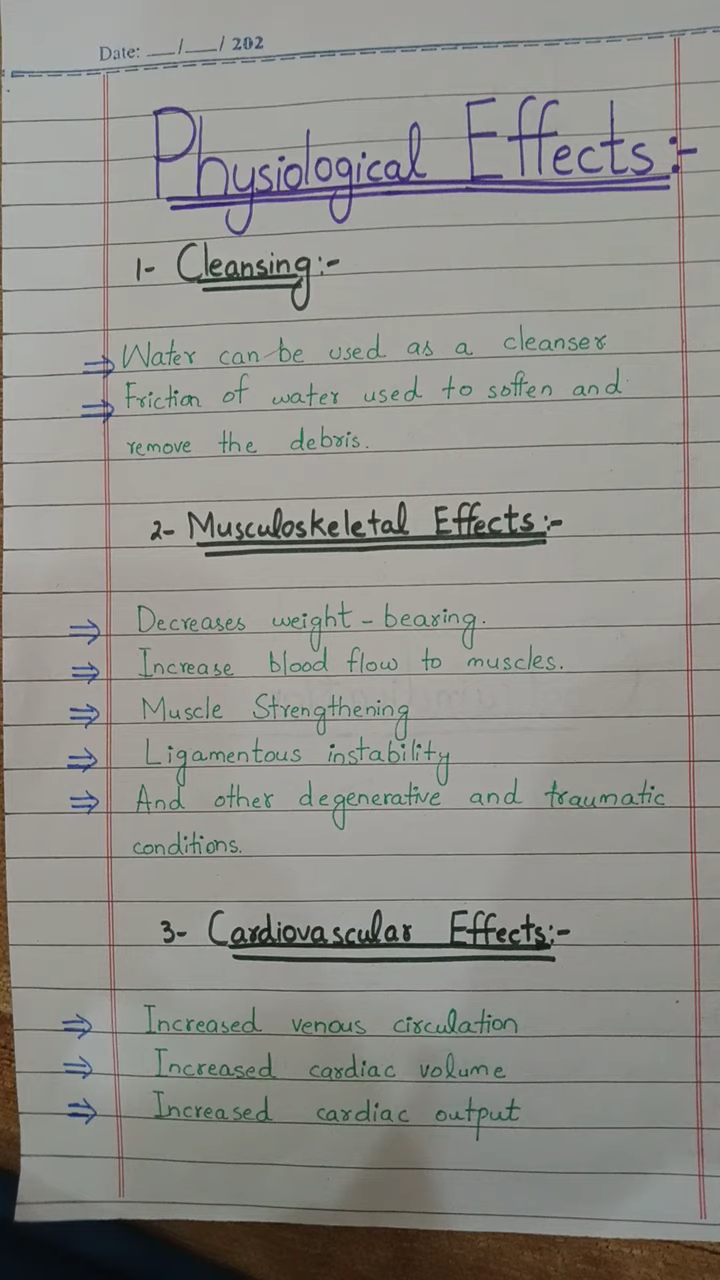 Date: __/__/ 202
Physiological Effects:-
1- Cleansing:-
⇒ Water can be used as a cleanser
⇒ Friction of water used to soften and
remove the debris.
2- Musculoskeletal Effects:-
⇒ Decreases weight-bearing.
⇒ Increase blood flow to muscles.
⇒ Muscle Strengthening
⇒ Ligamentous instability
⇒ And other degenerative and traumatic
conditions.
3- Cardiovascular Effects:-
⇒ Increased venous circulation
⇒ Increased cardiac volume
⇒ Increased cardiac output